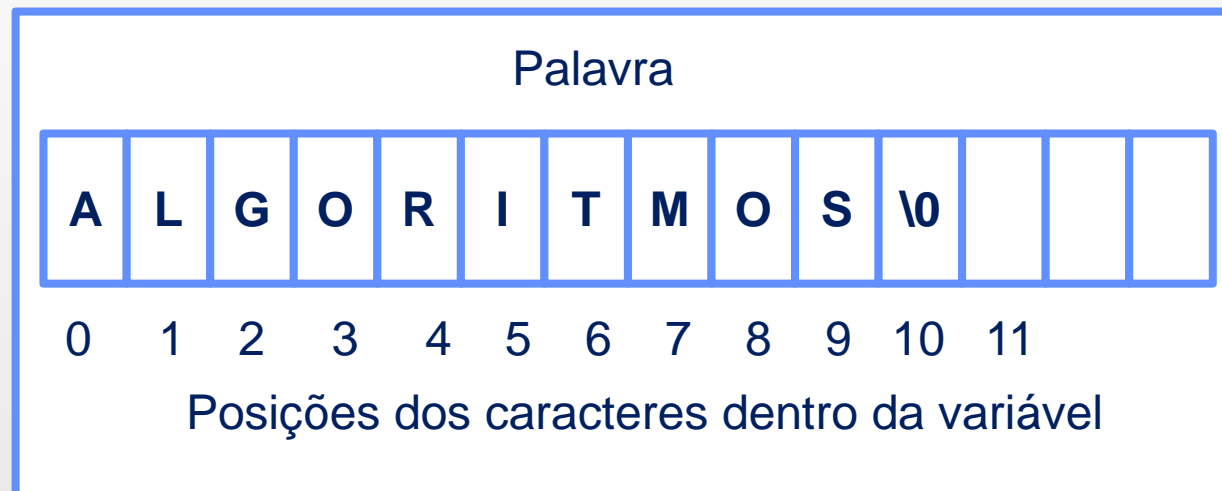 Palavra
A L G O R I T M O S \0
0 1 2 3 4 5 6 7 8 9 10 11
Posições dos caracteres dentro da variável